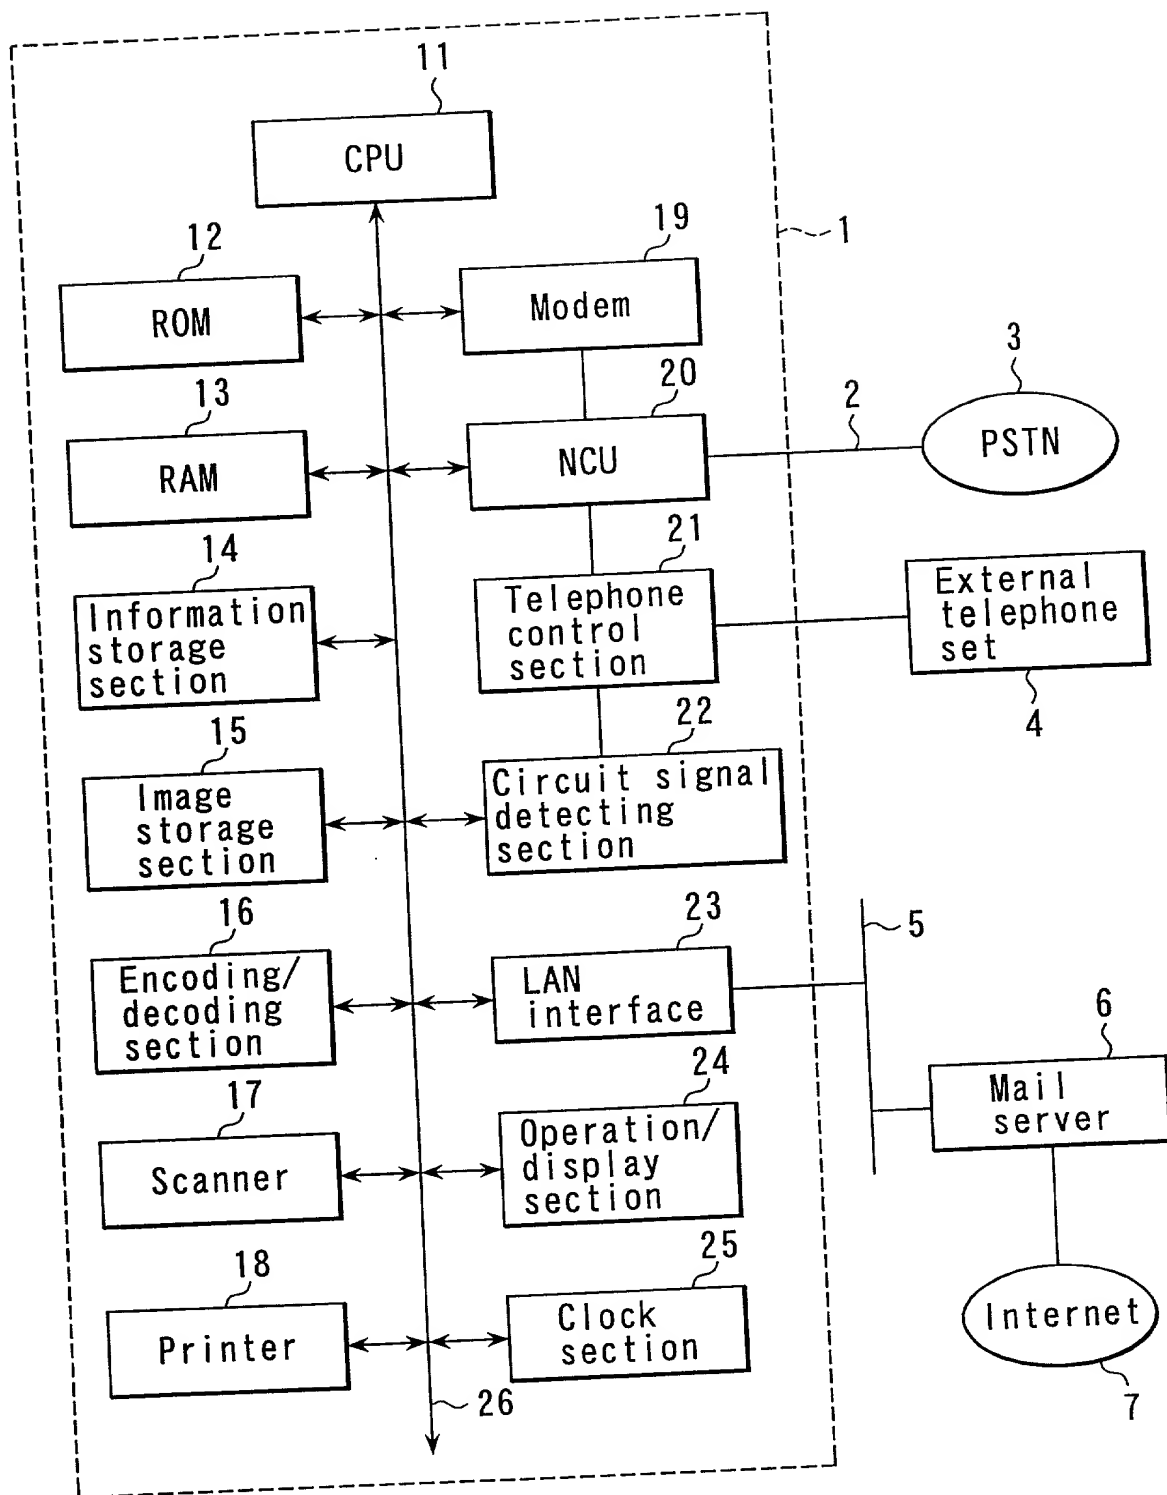 11
CPU
1
12
ROM
19
Modem
13
RAM
20
NCU
2
3
PSTN
14
Information
storage
section
21
Telephone
control
section
External
telephone
set
4
15
Image
storage
section
22
Circuit signal
detecting
section
16
Encoding/
decoding
section
23
LAN
interface
5
6
Mail
server
17
Scanner
24
Operation/
display
section
18
Printer
25
Clock
section
Internet
7
26